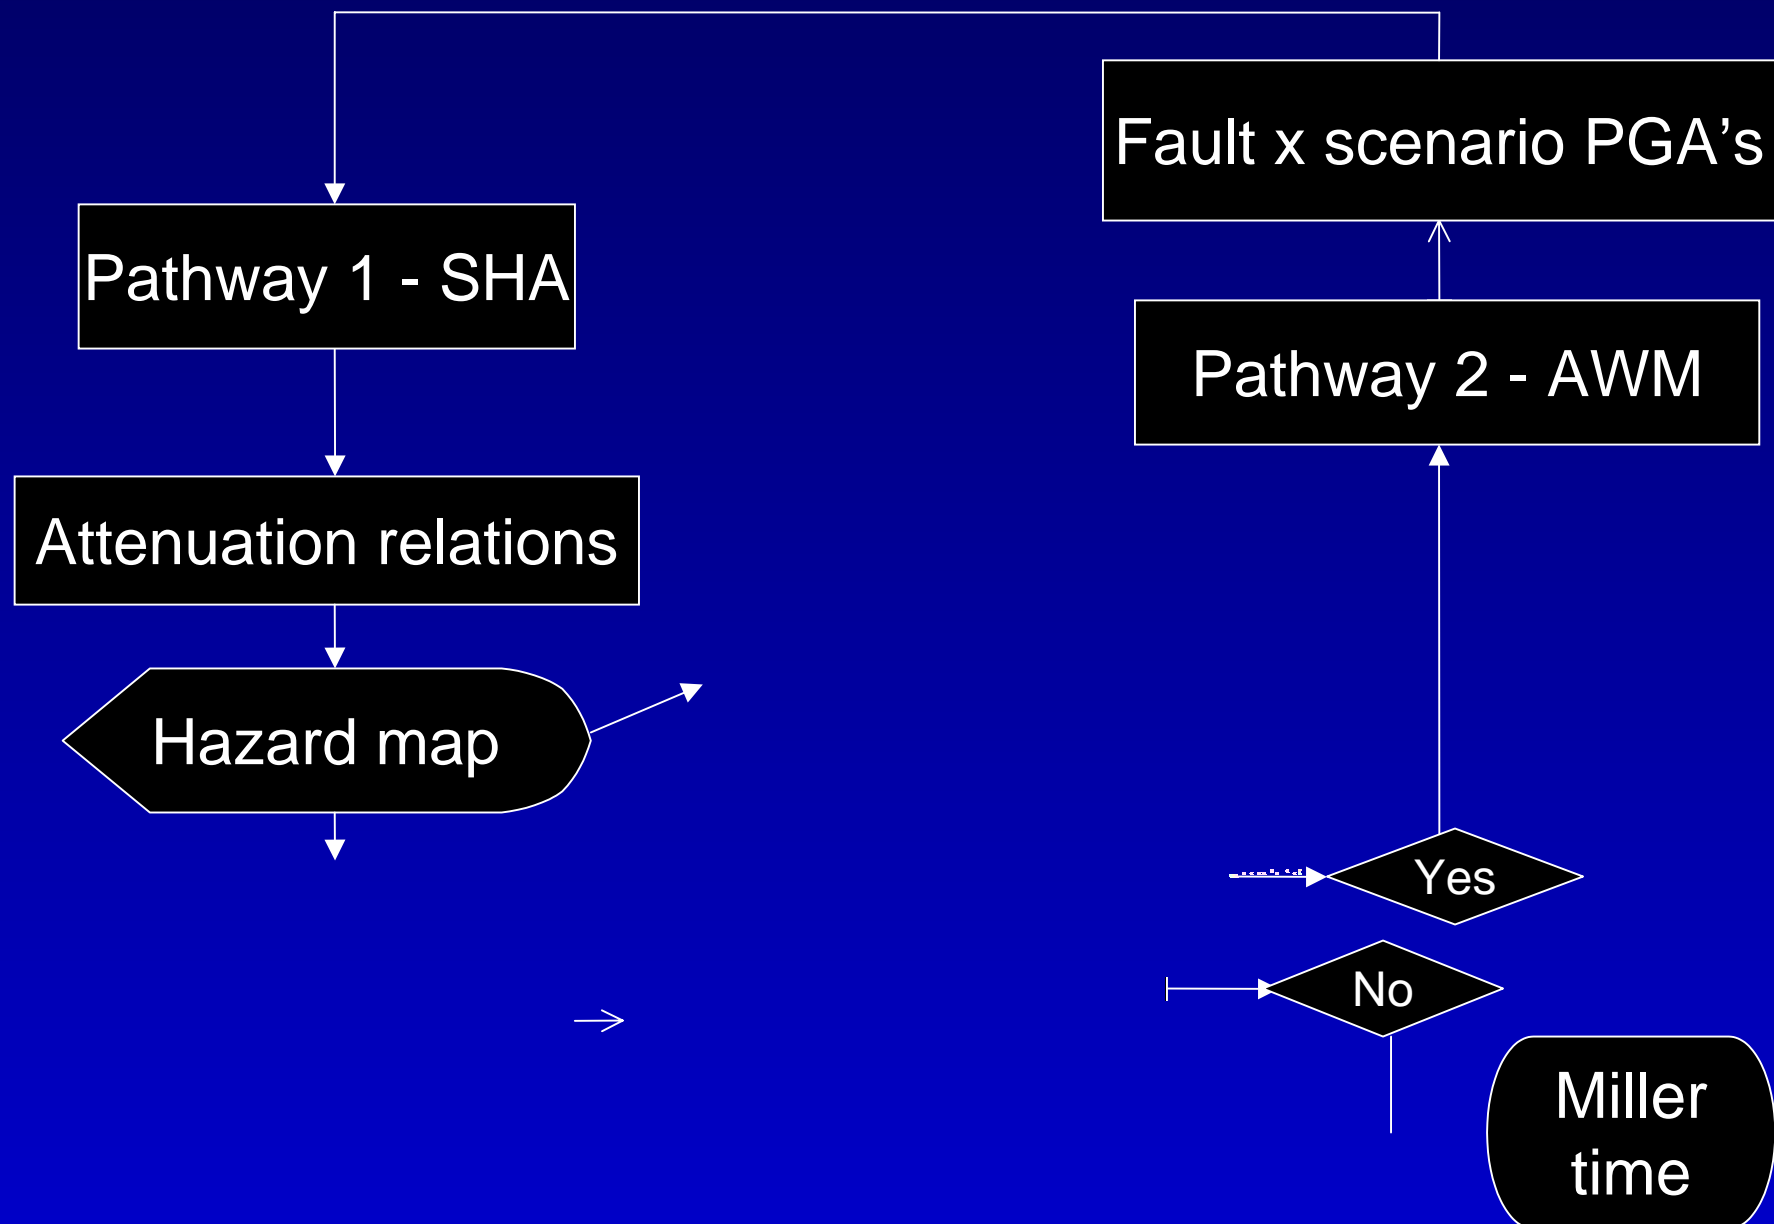 Fault x scenario PGA’s
Pathway 1 - SHA
Pathway 2 - AWM
Attenuation relations
Hazard map
Yes
No
Miller
time